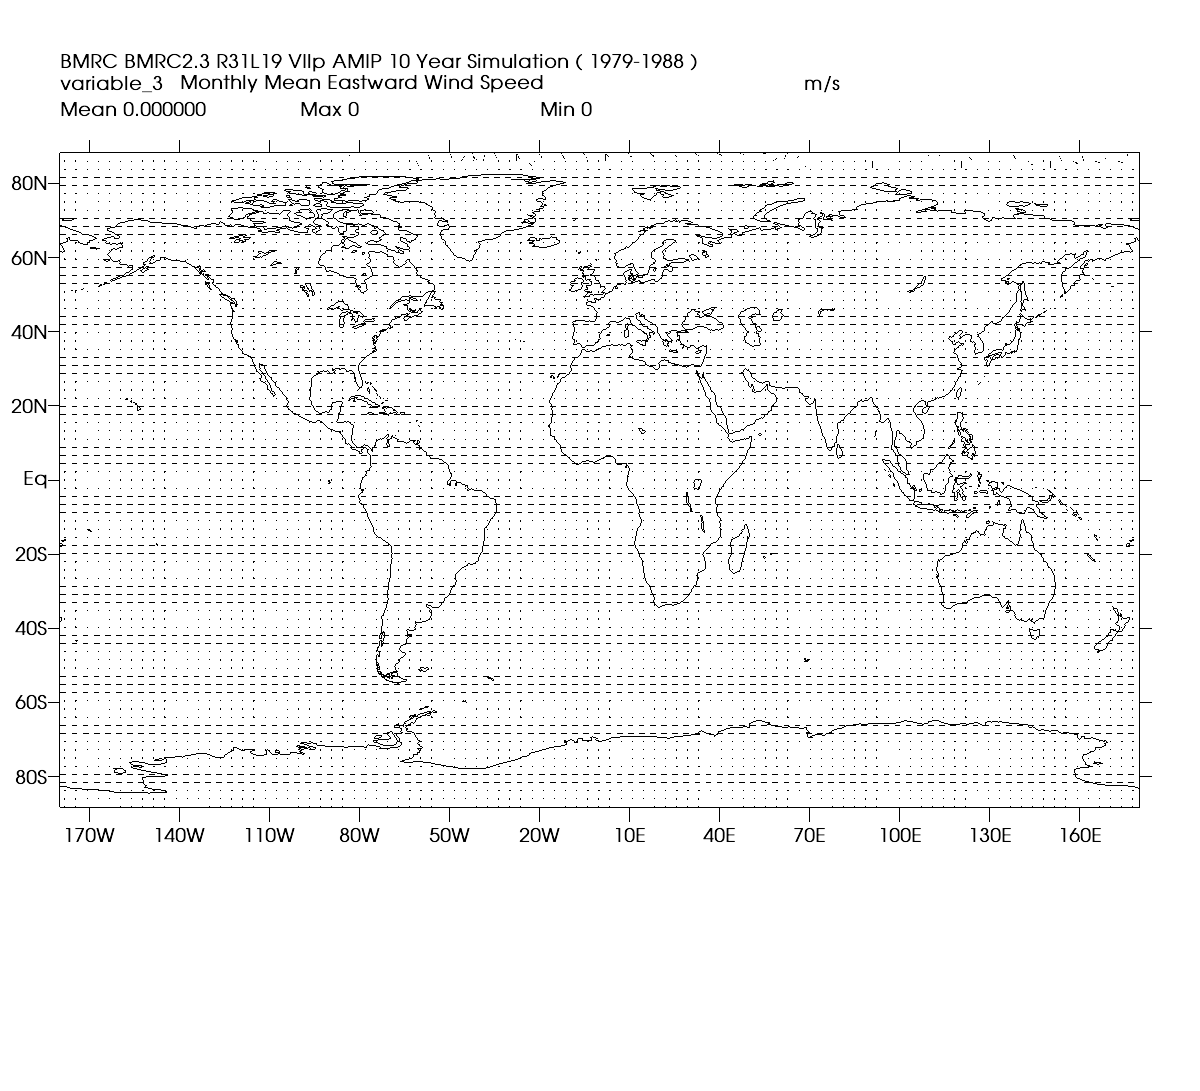 BMRC BMRC2.3 R31L19 VIIp AMIP 10 Year Simulation ( 1979-1988 )
variable_3 Monthly Mean Eastward Wind Speed m/s
Mean 0.000000 Max 0 Min 0
80N
60N
40N
20N
Eq
20S
40S
60S
80S
170W 140W 110W 80W 50W 20W 10E 40E 70E 100E 130E 160E